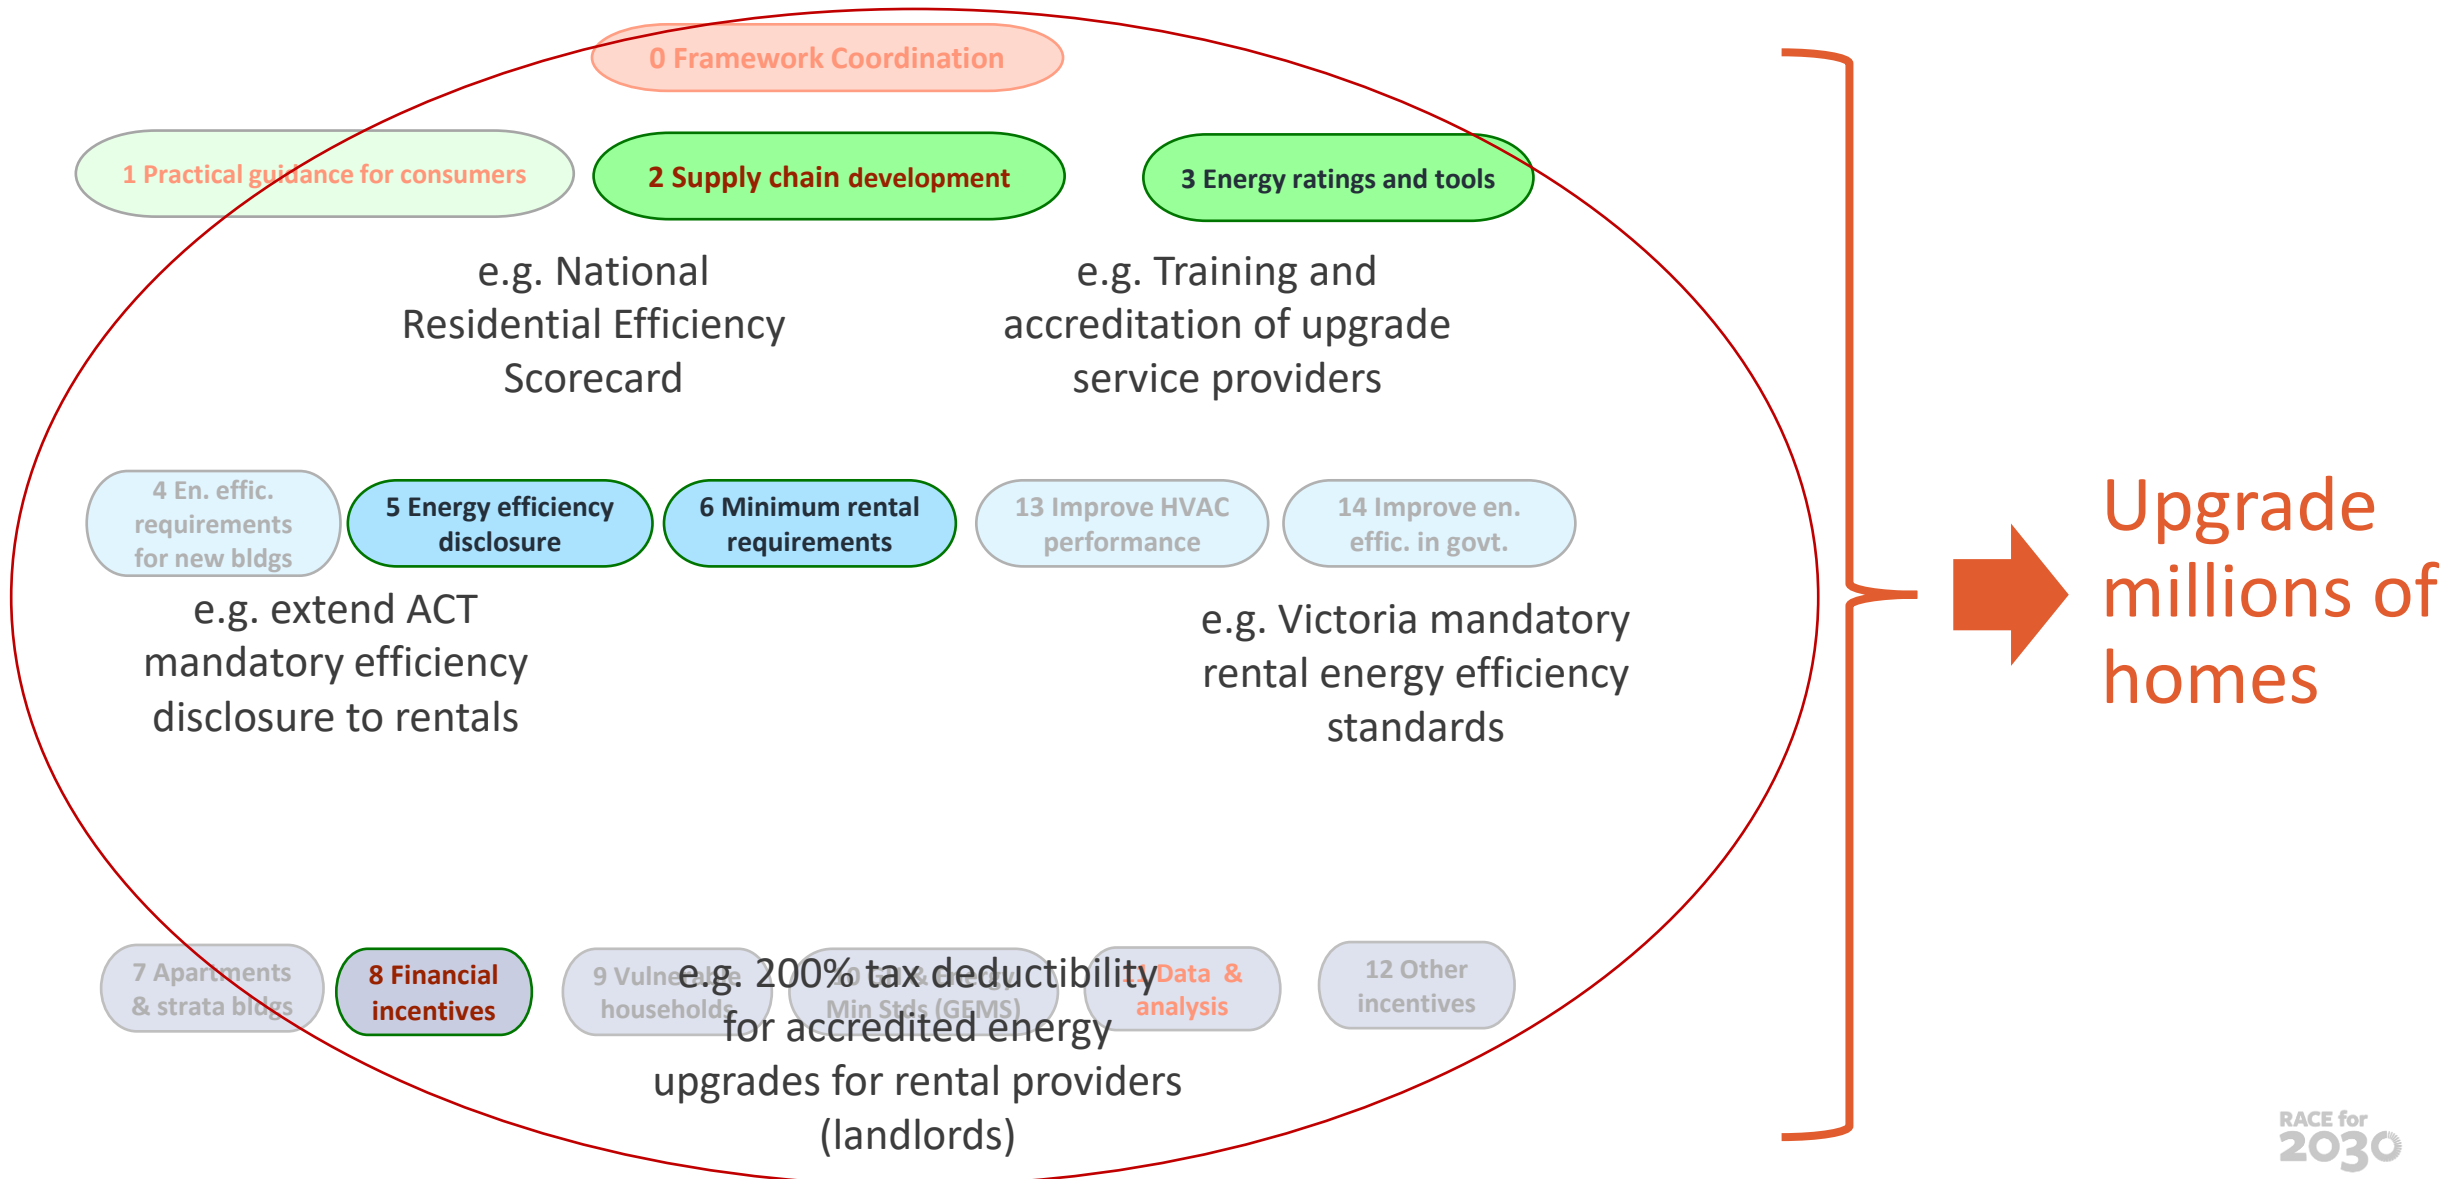 0 Framework Coordination
1 Practical guidance for consumers
2 Supply chain development
3 Energy ratings and tools
e.g. National
Residential Efficiency
Scorecard
e.g. Training and
accreditation of upgrade
service providers
4 En. effic.
requirements
for new bldgs
5 Energy efficiency
disclosure
6 Minimum rental
requirements
13 Improve HVAC
performance
14 Improve en.
effic. in govt.
e.g. extend ACT
mandatory efficiency
disclosure to rentals
e.g. Victoria mandatory
rental energy efficiency
standards
7 Apartments
& strata bldgs
8 Financial
incentives
9 Vulnerable
households
10 & Energy
Min Stds (GEMS)
11 Data &
analysis
12 Other
incentives
e.g. 200% tax deductibility
for accredited energy
upgrades for rental providers
(landlords)
Upgrade
millions of
homes
RACE for
2030